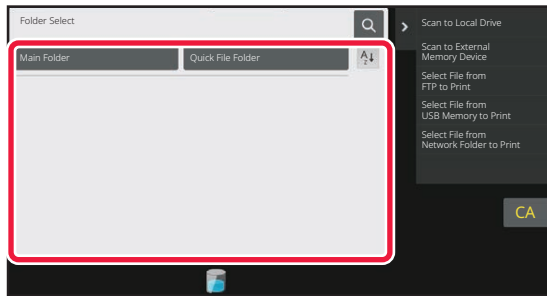 Folder Select
Main Folder
Quick File Folder
A
Z
Scan to Local Drive
Scan to External
Memory Device
Select File from
FTP to Print
Select File from
USB Memory to Print
Select File from
Network Folder to Print
CA